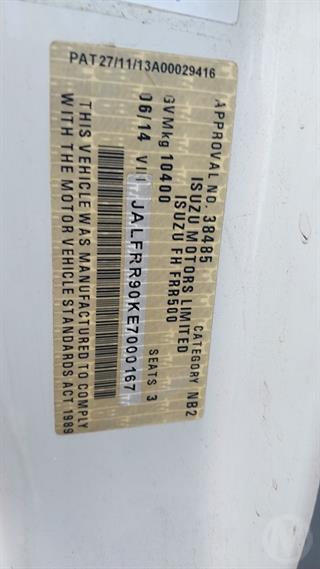 APPROVAL NO. 38485 CATEGORY NB2
ISUZU MOTORS LIMITED
ISUZU FH FRR500
GVMkg 10400 SEATS 3
06/14 VIN JALFRR90KE7000167
THIS VEHICLE WAS MANUFACTURED TO COMPLY
WITH THE MOTOR VEHICLE STANDARDS ACT 1989
PAT27/11/13A00029416